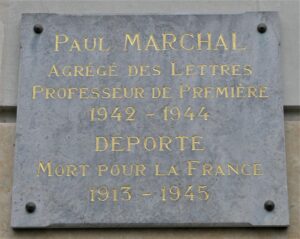 PAUL MARCHAL
AGRÉGÉ DES LETTRES
PROFESSEUR DE PREMIÈRE
1942 - 1944
DÉPORTÉ
MORT POUR LA FRANCE
1913 - 1945